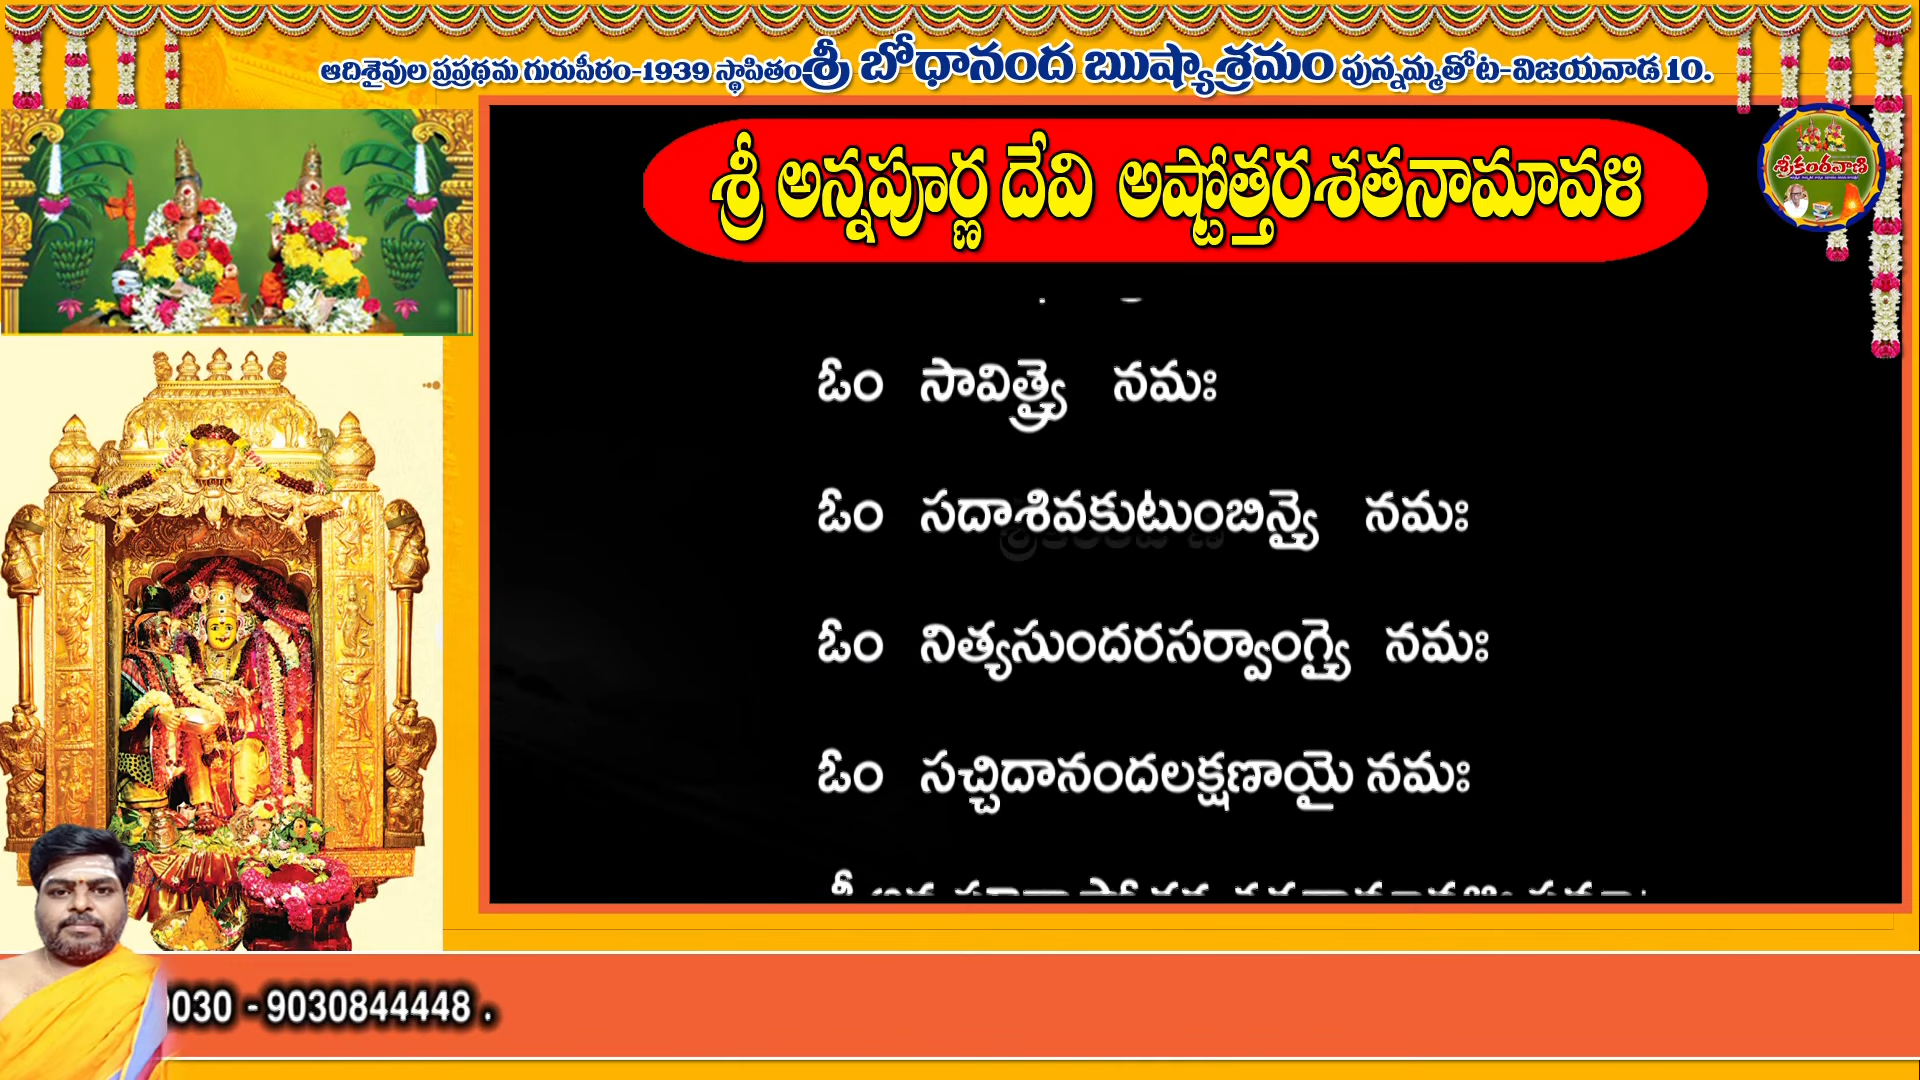 ఆదిశైవుల ప్రప్రథమ గురుపీఠం-1939 స్థాపితంశ్రీ బోధానంద ఋష్యాశ్రమం పున్నమ్మతోట-విజయవాడ 10.
శ్రీ అన్నపూర్ణ దేవి అష్టోత్తరశతనామావళి
శ్రీకంఠవాణి
ఓం సావిత్ర్యై నమః
ఓం సదాశివకుటుంబిన్యై నమః
ఓం నిత్యసుందరసర్వాంగ్యై నమః
ఓం సచ్చిదానందలక్షణాయై నమః
030 - 9030844448 .